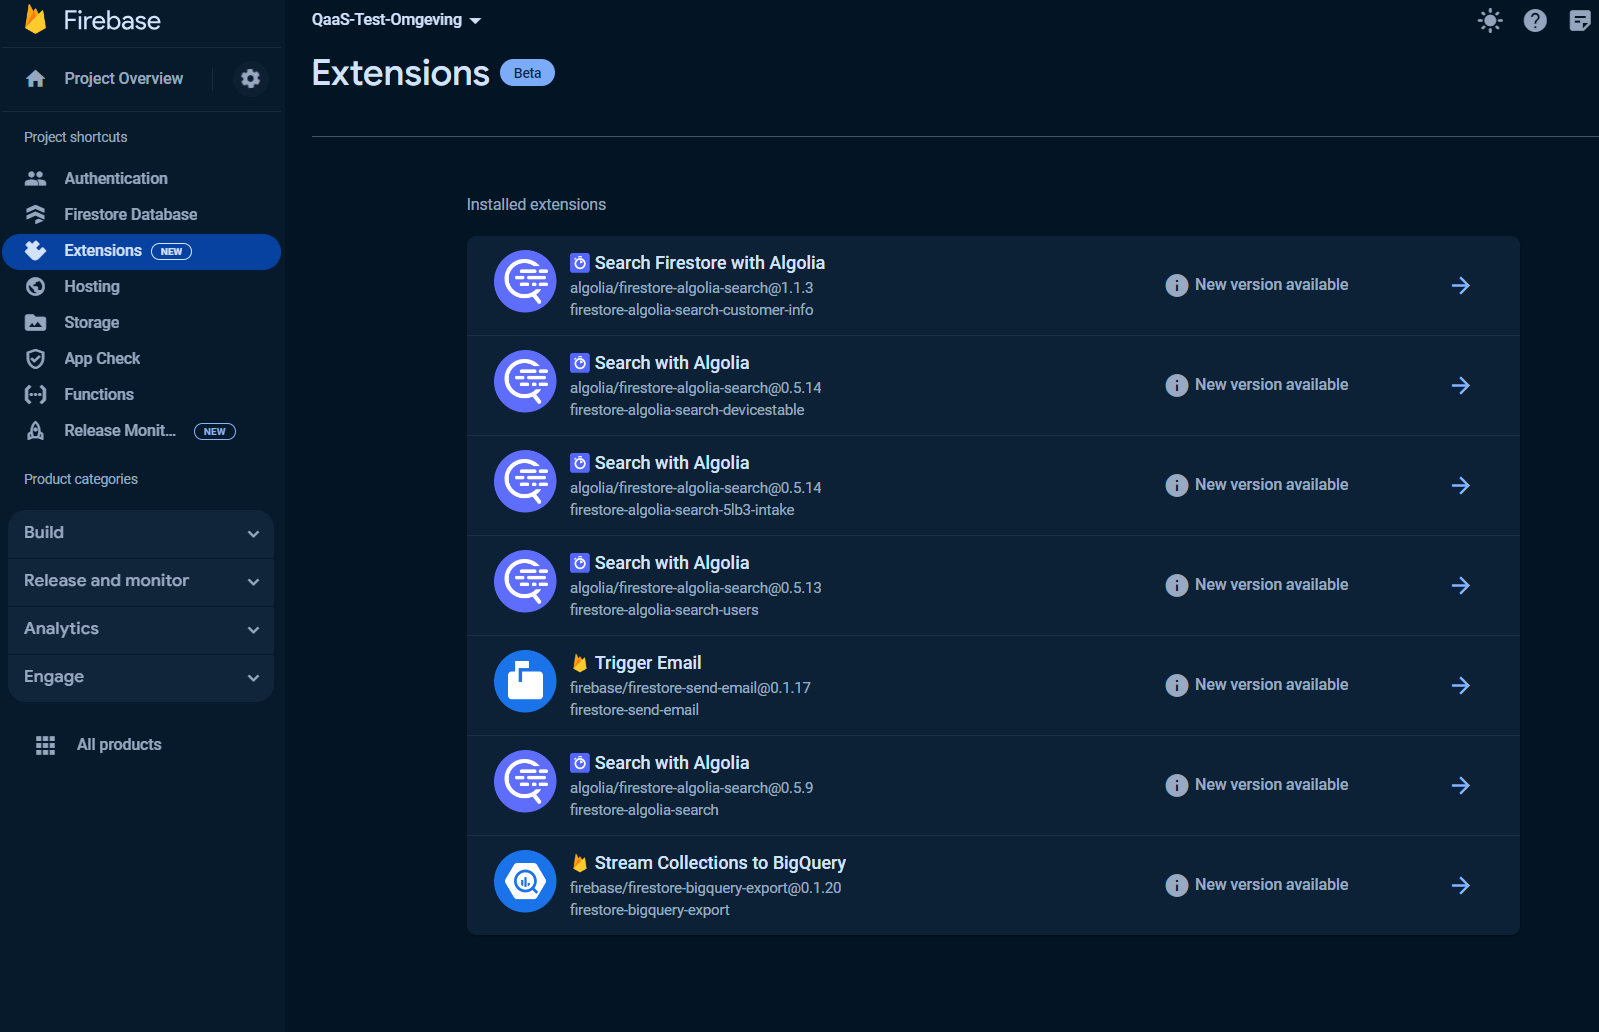 Firebase
Project Overview
Project shortcuts
Authentication
Firestore Database
Extensions NEW
Hosting
Storage
App Check
Functions
Release Monit... NEW
Product categories
Build
Release and monitor
Analytics
Engage
All products
QaaS-Test-Omgeving
Extensions Beta
Installed extensions
Search Firestore with Algolia
algolia/firestore-algolia-search@1.1.3
firestore-algolia-search-customer-info
New version available
Search with Algolia
algolia/firestore-algolia-search@0.5.14
firestore-algolia-search-devicestable
New version available
Search with Algolia
algolia/firestore-algolia-search@0.5.14
firestore-algolia-search-5lb3-intake
New version available
Search with Algolia
algolia/firestore-algolia-search@0.5.13
firestore-algolia-search-users
New version available
Trigger Email
firebase/firestore-send-email@0.1.17
firestore-send-email
New version available
Search with Algolia
algolia/firestore-algolia-search@0.5.9
firestore-algolia-search
New version available
Stream Collections to BigQuery
firebase/firestore-bigquery-export@0.1.20
firestore-bigquery-export
New version available